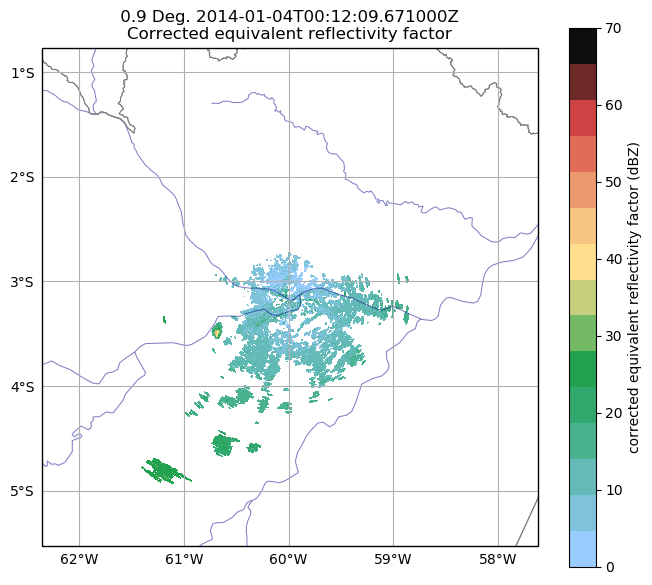 0.9 Deg. 2014-01-04T00:12:09.671000Z
Corrected equivalent reflectivity factor
1°S
2°S
3°S
4°S
5°S
62°W
61°W
60°W
59°W
58°W
70
60
50
40
30
20
10
0
corrected equivalent reflectivity factor (dBZ)